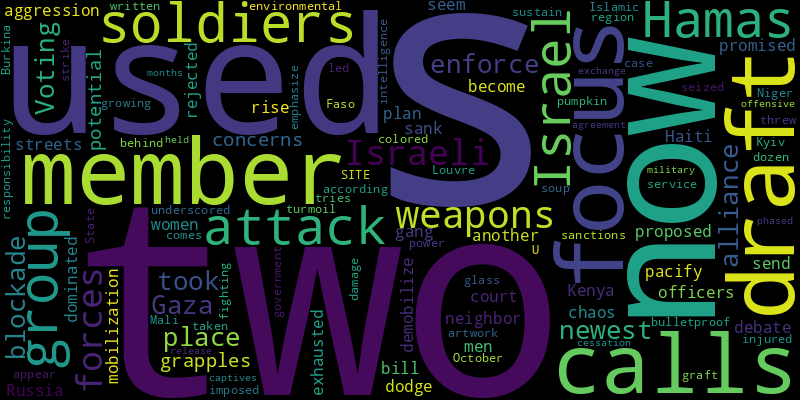 aggression
written
environmental
seem
sustain
Islamic
region
Hamas
soldiers
Burkina
Voting
used
S
strike
potential
rejected
growing
months
rise
led
Faso
emphasize
intelligence
plan
enforce
become
Israel
focus
case
exchange
pumpkin
now
promised
draft
seized
Niger
offensive
threw
Kyiv
dozen
responsibility
streets
behind
held
concerns
colored
sank
Israeli
Louvre
agreement
Haiti
military
service
alliance
member
SITE
according
tries
soup
group
State
underscored
women
comes
turmoil
attack
weapons
gang
power
another
U
sanctions
proposed
phased
send
blockade
dominated
forces
mobilization
took
Gaza
Mali
taken
fighting
government
two
damage
demobilize
glass
court
neighbor
artwork
men
October
Kenya
chaos
pacify
officers
newest
bulletproof
debate
cessation
injured
place
release
grapples
exhausted
bill
dodge
calls
graft
appear
Russia
captives
imposed